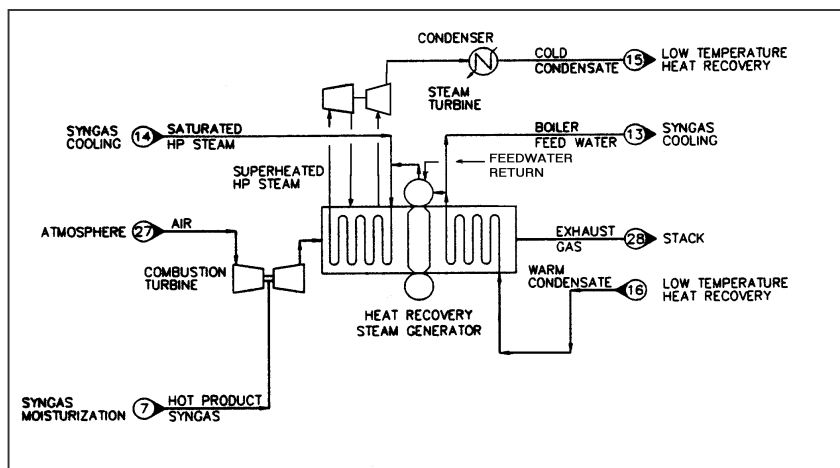 CONDENSER
COLD
CONDENSATE
15
LOW TEMPERATURE
HEAT RECOVERY
STEAM
TURBINE
SYNGAS
COOLING
14
SATURATED
HP STEAM
BOILER
FEED WATER
13
SYNGAS
COOLING
SUPERHEATED
HP STEAM
FEEDWATER
RETURN
ATMOSPHERE
27
AIR
EXHAUST
GAS
28
STACK
COMBUSTION
TURBINE
WARM
CONDENSATE
16
LOW TEMPERATURE
HEAT RECOVERY
HEAT RECOVERY
STEAM GENERATOR
SYNGAS
MOISTURIZATION
7
HOT PRODUCT
SYNGAS